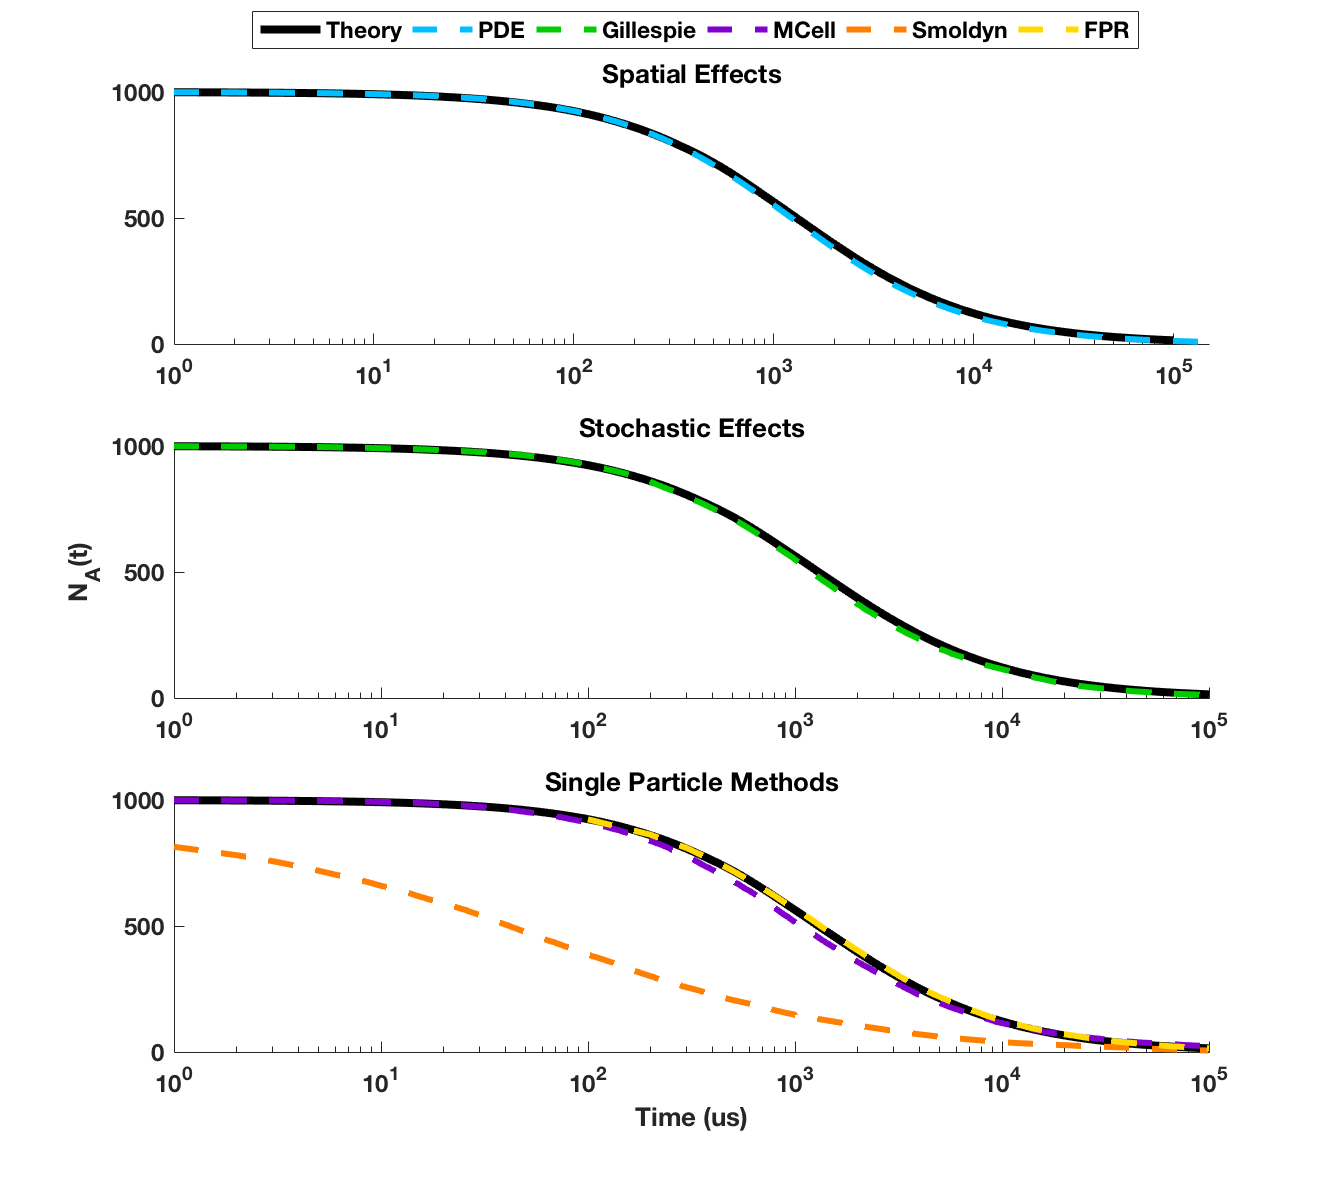 Theory PDE Gillespie MCell Smoldyn FPR
Spatial Effects
1000
500
0
10^0 10^1 10^2 10^3 10^4 10^5
Stochastic Effects
1000
500
0
N_A(t)
10^0 10^1 10^2 10^3 10^4 10^5
Single Particle Methods
1000
500
0
10^0 10^1 10^2 10^3 10^4 10^5
Time (us)